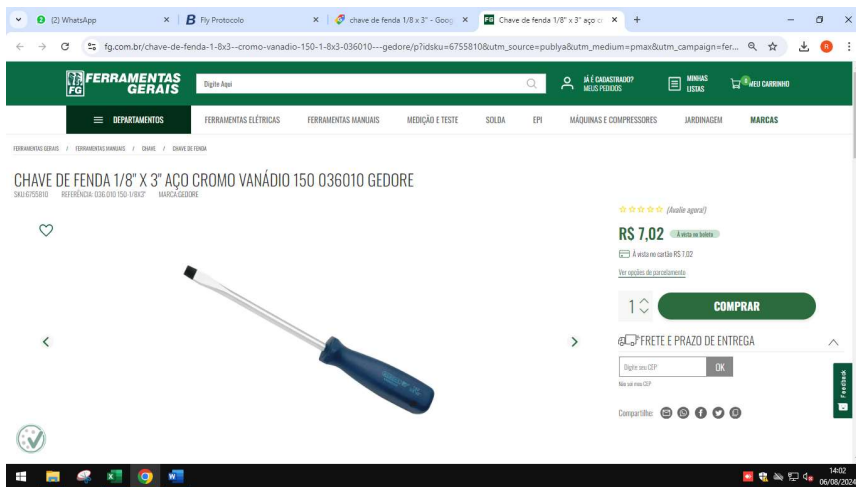 (2) WhatsApp
Fly Protocolo
chave de fenda 1/8 x 3" - Goog
Chave de fenda 1/8" x 3" aço cr
fg.com.br/chave-de-fenda-1-8x3--cromo-vanadio-150-1-8x3-036010---gedore/p?idsku=6755810&utm_source=publya&utm_medium=pmax&utm_campaign=fer...
FG FERRAMENTAS GERAIS
Digite Aqui
JÁ É CADASTRADO?
MEUS PEDIDOS
MINHAS
LISTAS
0 MEU CARRINHO
DEPARTAMENTOS
FERRAMENTAS ELÉTRICAS
FERRAMENTAS MANUAIS
MEDIÇÃO E TESTE
SOLDA
EPI
MÁQUINAS E COMPRESSORES
JARDINAGEM
MARCAS
FERRAMENTAS GERAIS / FERRAMENTAS MANUAIS / CHAVE / CHAVE DE FENDA
CHAVE DE FENDA 1/8" X 3" AÇO CROMO VANÁDIO 150 036010 GEDORE
SKU:6755810 REFERÊNCIA: 036.010 150-1/8X3" MARCA:GEDORE
(Avalie agora!)
R$ 7,02 À vista no boleto
À vista no cartão R$ 7,02
Ver opções de parcelamento
1 COMPRAR
FRETE E PRAZO DE ENTREGA
Digite seu CEP OK
Não sei meu CEP
Compartilhe:
Feedback
14:02
06/08/2024